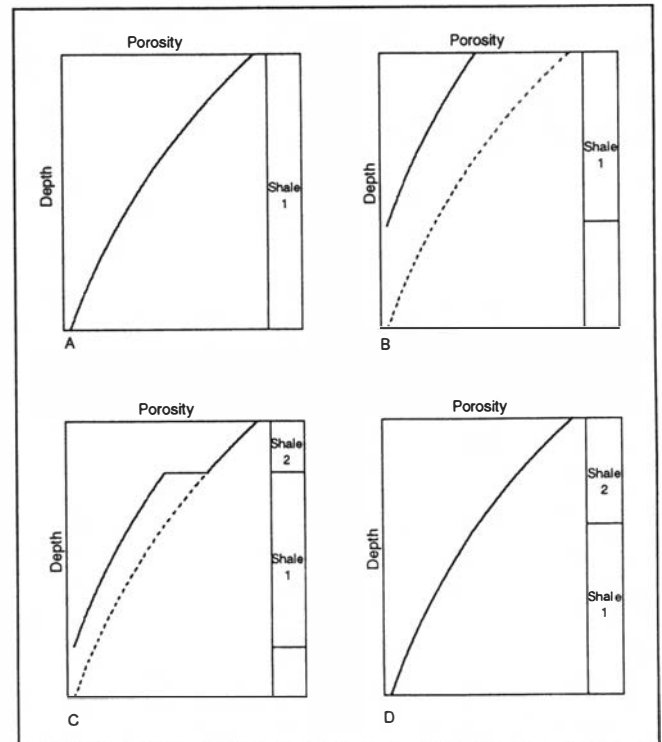 Porosity
Depth
Shale
1
A
Porosity
Depth
Shale
1
B
Porosity
Depth
Shale
2
Shale
1
C
Porosity
Depth
Shale
2
Shale
1
D